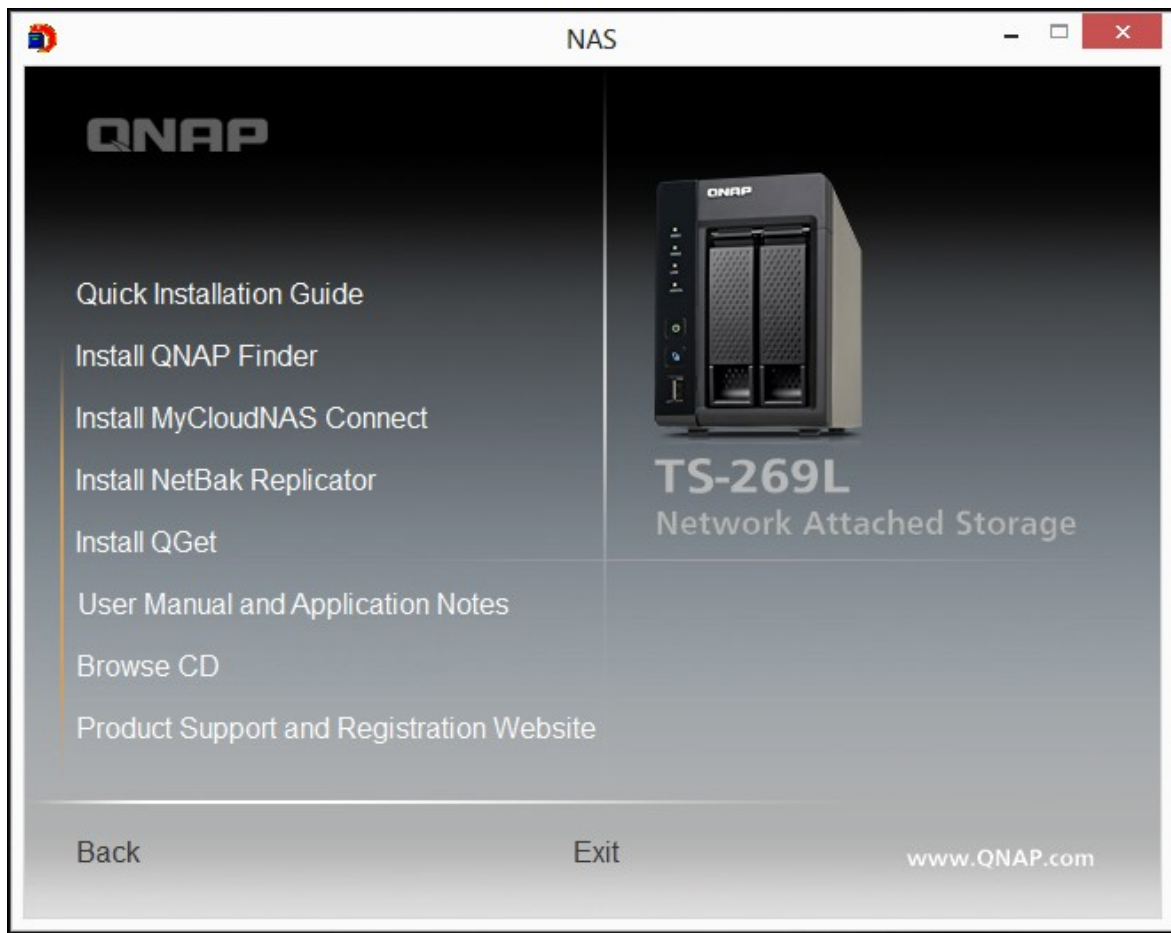 NAS
QNAP
QNAP
Quick Installation Guide
Install QNAP Finder
Install MyCloudNAS Connect
Install NetBak Replicator
Install QGet
User Manual and Application Notes
Browse CD
Product Support and Registration Website
TS-269L
Network Attached Storage
Back
Exit
www.QNAP.com